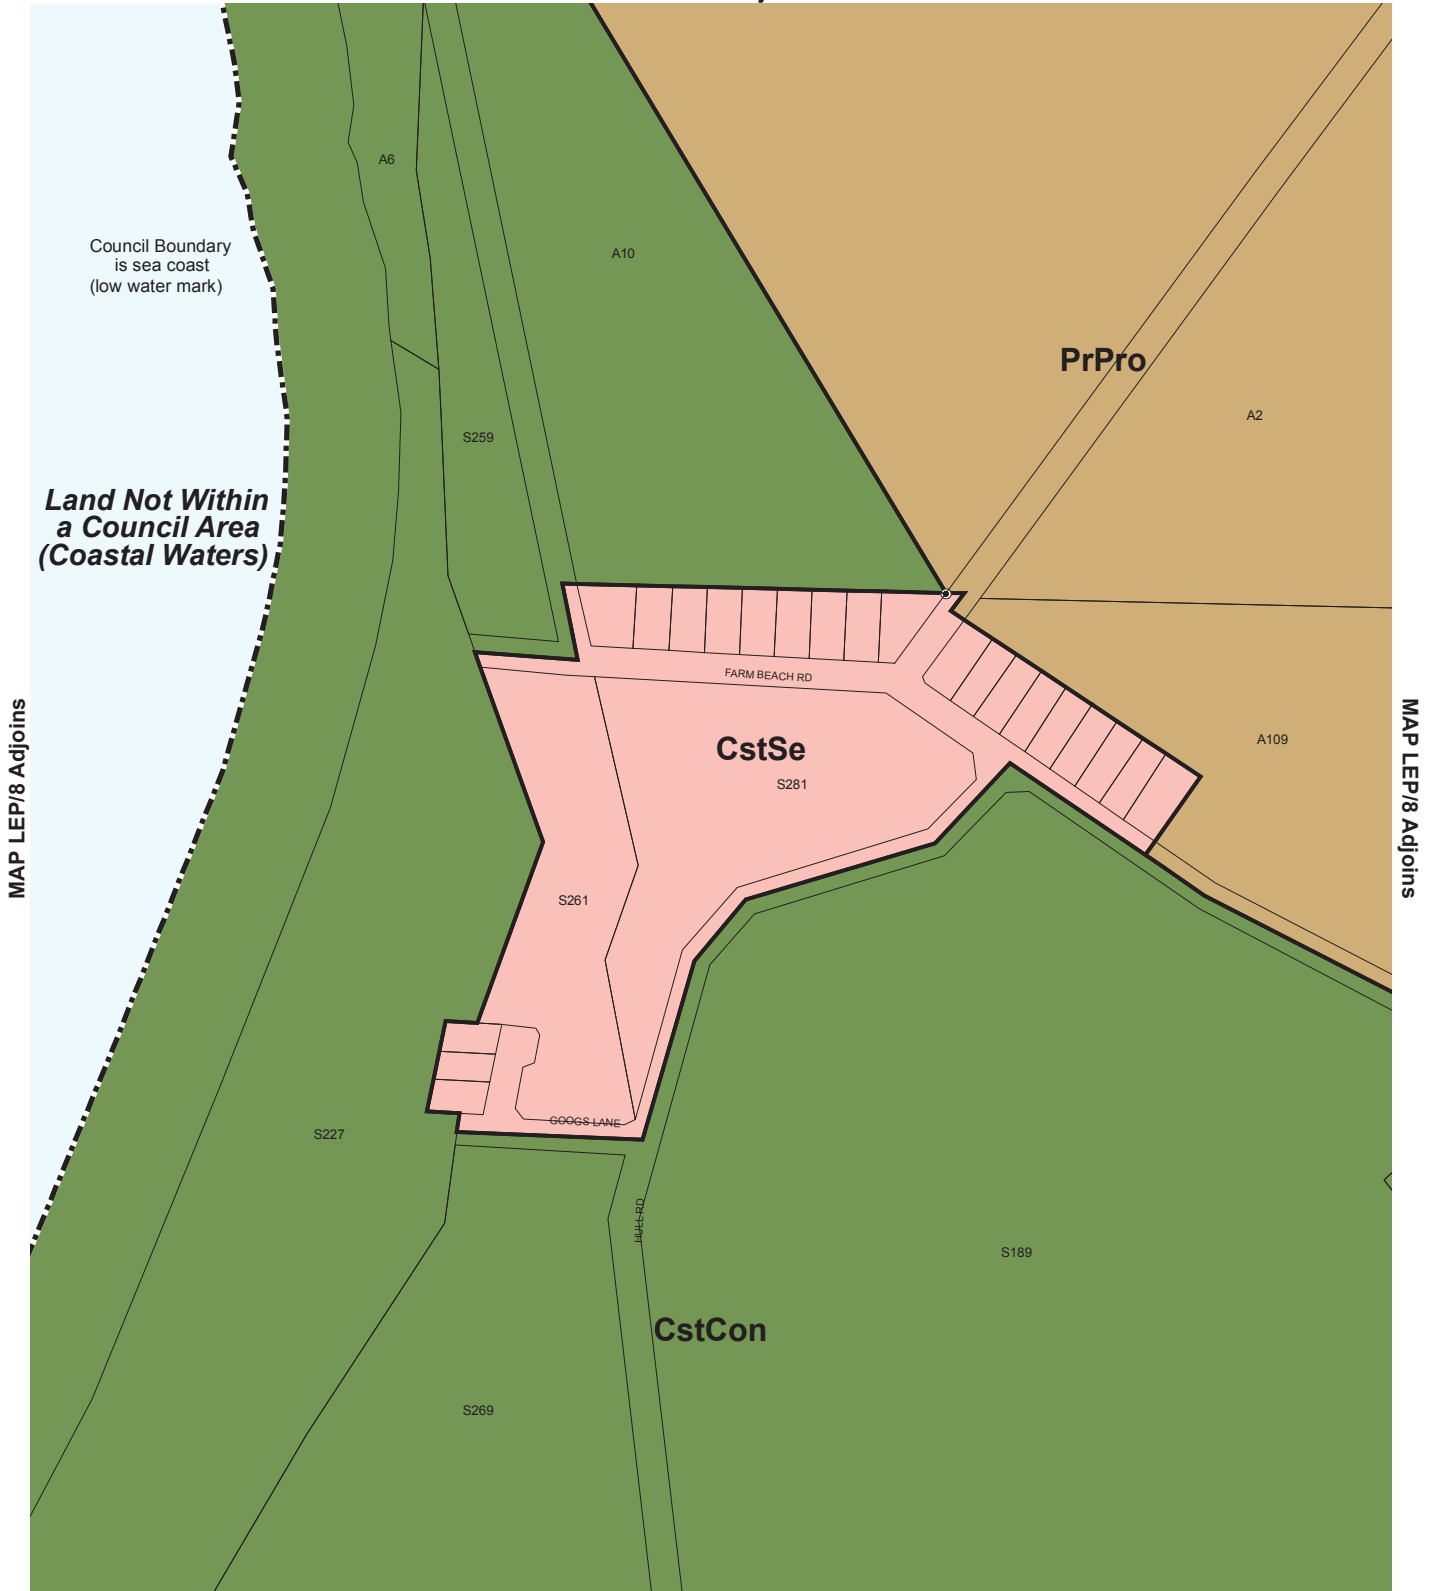 A6
Council Boundary
is sea coast
(low water mark)
A10
PrPro
A2
S259
Land Not Within
a Council Area
(Coastal Waters)
FARM BEACH RD
MAP LEP/8 Adjoins
CstSe
S281
A109
MAP LEP/8 Adjoins
S261
GOOGS LANE
S227
HULL RD
S189
CstCon
S269